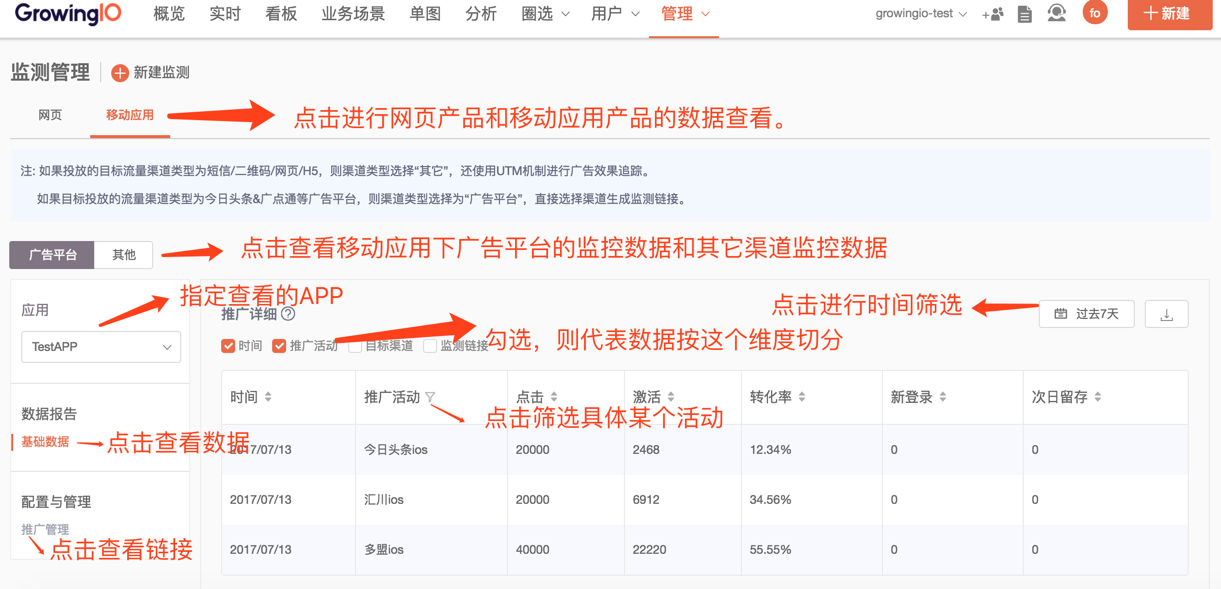 GrowingIO 概览 实时 看板 业务场景 单图 分析 圈选 用户 管理 growingio-test fo 新建
监测管理 新建监测
网页 移动应用 点击进行网页产品和移动应用产品的数据查看。
注: 如果投放的目标流量渠道类型为短信/二维码/网页/H5，则渠道类型选择“其它”，还使用UTM机制进行广告效果追踪。
如果目标投放的流量渠道类型为今日头条&广点通等广告平台，则渠道类型选择为“广告平台”，直接选择渠道生成监测链接。
广告平台 其他 点击查看移动应用下广告平台的监控数据和其它渠道监控数据
指定查看的APP
应用 推广详细 点击进行时间筛选 过去7天
TestAPP 时间 推广活动 目标渠道 监测链接 勾选，则代表数据按这个维度切分
时间 推广活动 点击 激活 转化率 新登录 次日留存
数据报告 点击筛选具体某个活动
基础数据 点击查看数据 2017/07/13 今日头条ios 20000 2468 12.34% 0 0
配置与管理 2017/07/13 汇川ios 20000 6912 34.56% 0 0
推广管理
点击查看链接 2017/07/13 多盟ios 40000 22220 55.55% 0 0